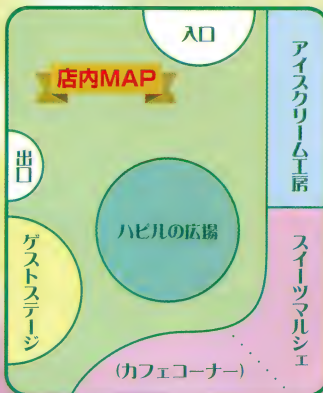 入口
店内MAP
アイスクリーム工房
出口
ハピルの広場
ゲストステージ
スイーツマルシェ
(カフェコーナー)